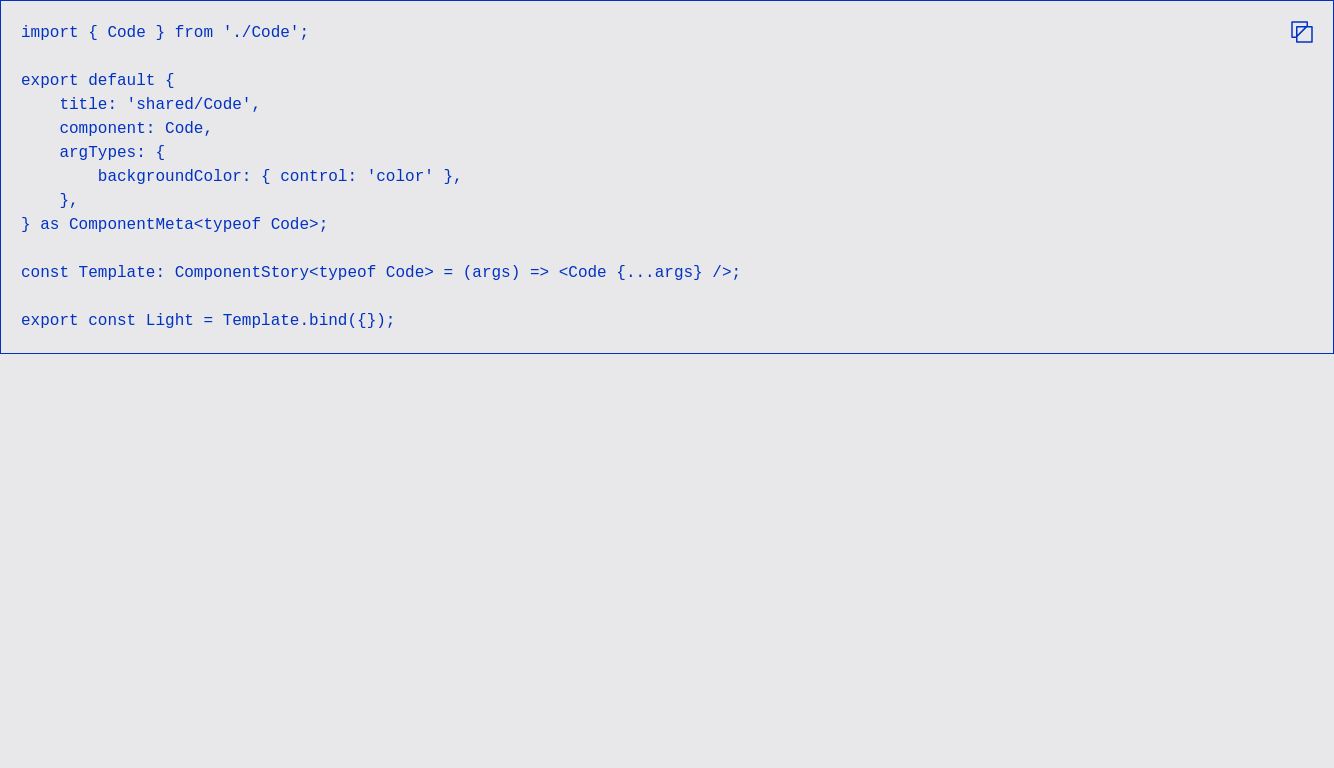 import { Code } from './Code';

export default {
    title: 'shared/Code',
    component: Code,
    argTypes: {
        backgroundColor: { control: 'color' },
    },
} as ComponentMeta<typeof Code>;

const Template: ComponentStory<typeof Code> = (args) => <Code {...args} />;

export const Light = Template.bind({});